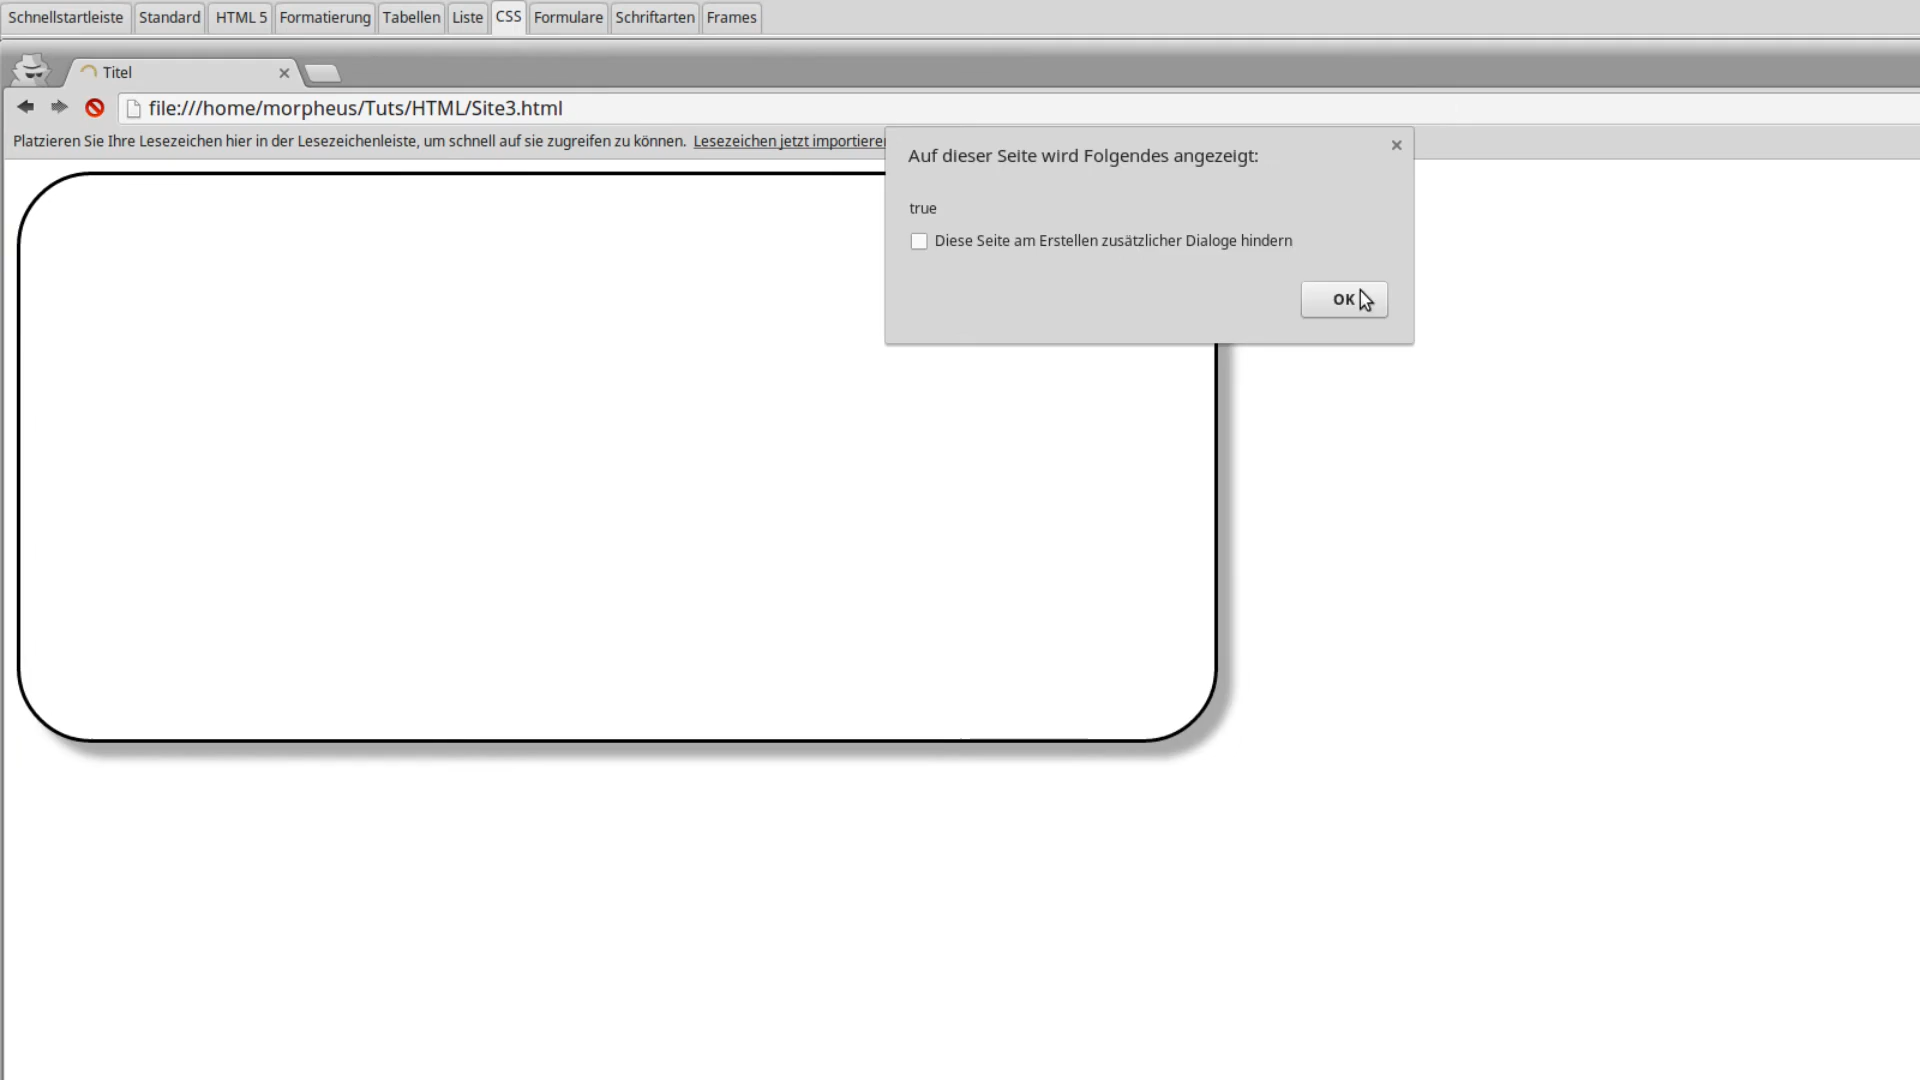 Schnellstartleiste Standard HTML 5 Formatierung Tabellen Liste CSS Formulare Schriftarten Frames
Titel
file:///home/morpheus/Tuts/HTML/Site3.html
Platzieren Sie Ihre Lesezeichen hier in der Lesezeichenleiste, um schnell auf sie zugreifen zu können. Lesezeichen jetzt importieren
Auf dieser Seite wird Folgendes angezeigt:
true
Diese Seite am Erstellen zusätzlicher Dialoge hindern
OK